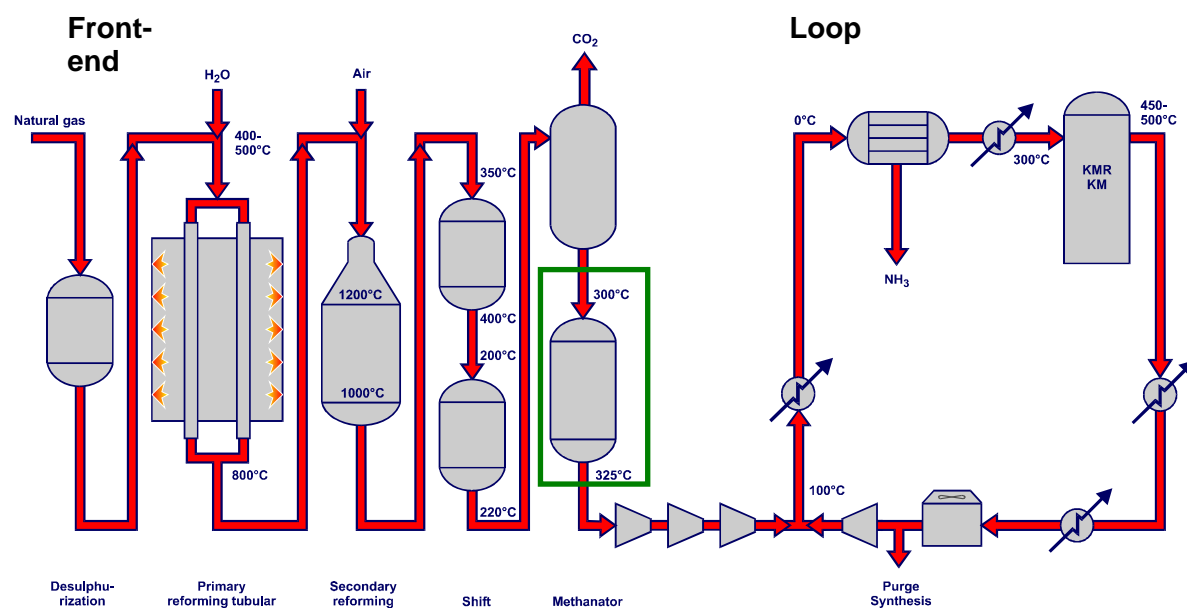 Front-
end
Loop
CO2
H2O
Air
Natural gas
400-
500°C
0°C
450-
500°C
300°C
350°C
KMR
KM
NH3
300°C
1200°C
400°C
200°C
1000°C
800°C
325°C
220°C
100°C
Desulphu-
rization
Primary
reforming tubular
Secondary
reforming
Shift
Methanator
Purge
Synthesis